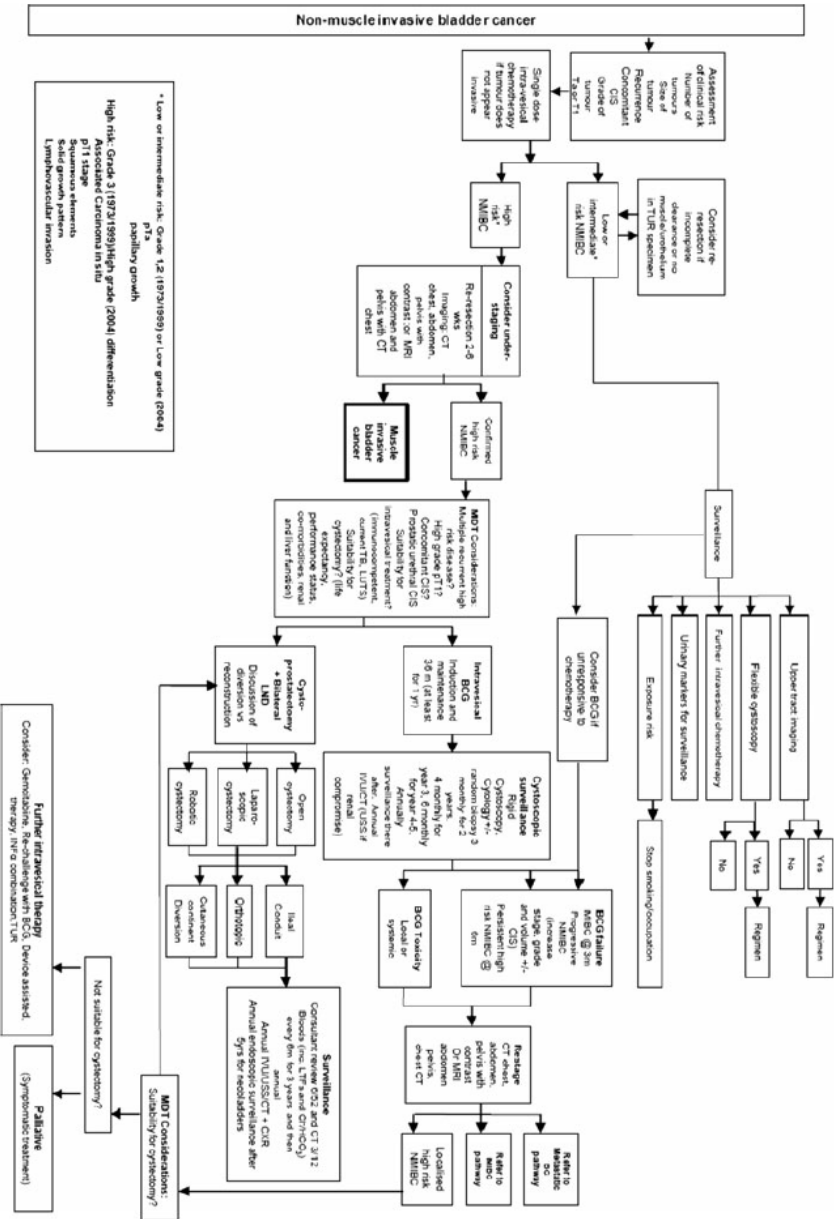 Non-muscle invasive bladder cancer
Assessment
of clinical risk
Number of
tumours
Size of
tumour
Recurrence
Concomitant
CIS
Grade of
tumour
Ta or T1
Single dose
intra-vesical
chemotherapy
if tumour does
not appear
invasive
Consider re-
resection if
incomplete
clearance or no
muscle/urothelium
in TUR specimen
Low or
intermediate*
risk NMIBC
High
risk*
NMIBC
Consider under-
staging
Re-resection 2-6
wks
Imaging: CT
chest, abdomen,
pelvis with
contrast or MRI
abdomen and
pelvis with CT
chest
Confirmed
high risk
NMIBC
Muscle
invasive
bladder
cancer
* Low or intermediate risk: Grade 1,2 (1973/1999) or Low grade (2004)
pTa
papillary growth
High risk: Grade 3 (1973/1999)/High grade (2004) differentiation
Associated Carcinoma in situ
pT1 stage
Squamous elements
Solid growth pattern
Lymphovascular invasion
Surveillance
Upper tract imaging
Yes
Regimen
No
Flexible cystoscopy
Yes
Regimen
No
Further intravesical chemotherapy
Urinary markers for surveillance
Exposure risk
Stop smoking/occupation
Consider BCG if
unresponsive to
chemotherapy
MDT Considerations:
Multiple recurrent high
risk disease?
High grade pT1?
Concomitant CIS?
Prostatic urethral CIS
Suitability for
intravesical treatment?
(immunocompetent,
current TB, LUTS)
Suitability for
cystectomy? (life
expectancy,
performance status,
co-morbidities, renal
and liver function)
Intravesical
BCG
Induction and
maintenance
36 m (at least
for 1 yr)
Cysto-
prostatectomy
+ Bilateral
LND
Discussion of
diversion vs
reconstruction
Cystoscopic
surveillance
Rigid
Cystoscopy,
Cytology +/-
random biopsy 3
monthly for 2
years,
4 monthly for
year 3, 6 monthly
for year 4-5,
Annually
surveillance there
after. Annual
IVU/CT (USS if
renal
compromise)
Open
cystectomy
Laparo-
scopic
cystectomy
Robotic
cystectomy
Ileal
Conduit
Orthotopic
Cutaneous
continent
Diversion
BCG failure
MIBC @ 3m
Progressive
NMIBC
(increase
stage, grade
and volume +/-
CIS)
Persistent high
risk NMIBC @
6m
BCG Toxicity
Local or
systemic
Surveillance
Consultant review 6/52 and CT 3/12
Bloods (inc. LTFs and Cr/HCO3)
every 6m for 3 years and then
annual
Annual IVU/USS/CT + CXR
Annual endoscopic surveillance after
5yrs for neobladders
Restage
CT chest,
abdomen,
pelvis with
contrast
Or MRI
abdomen
pelvis,
chest CT
Refer to
Metastatic
BC
pathway
Refer to
MIBC
pathway
Localised
high risk
NMIBC
MDT Considerations:
Suitability for cystectomy?
Not suitable for cystectomy?
Further intravesical therapy
Consider: Gemcitabine, Re-challenge with BCG, Device assisted,
therapy, INFα combination, TUR
Palliative
(Symptomatic treatment)